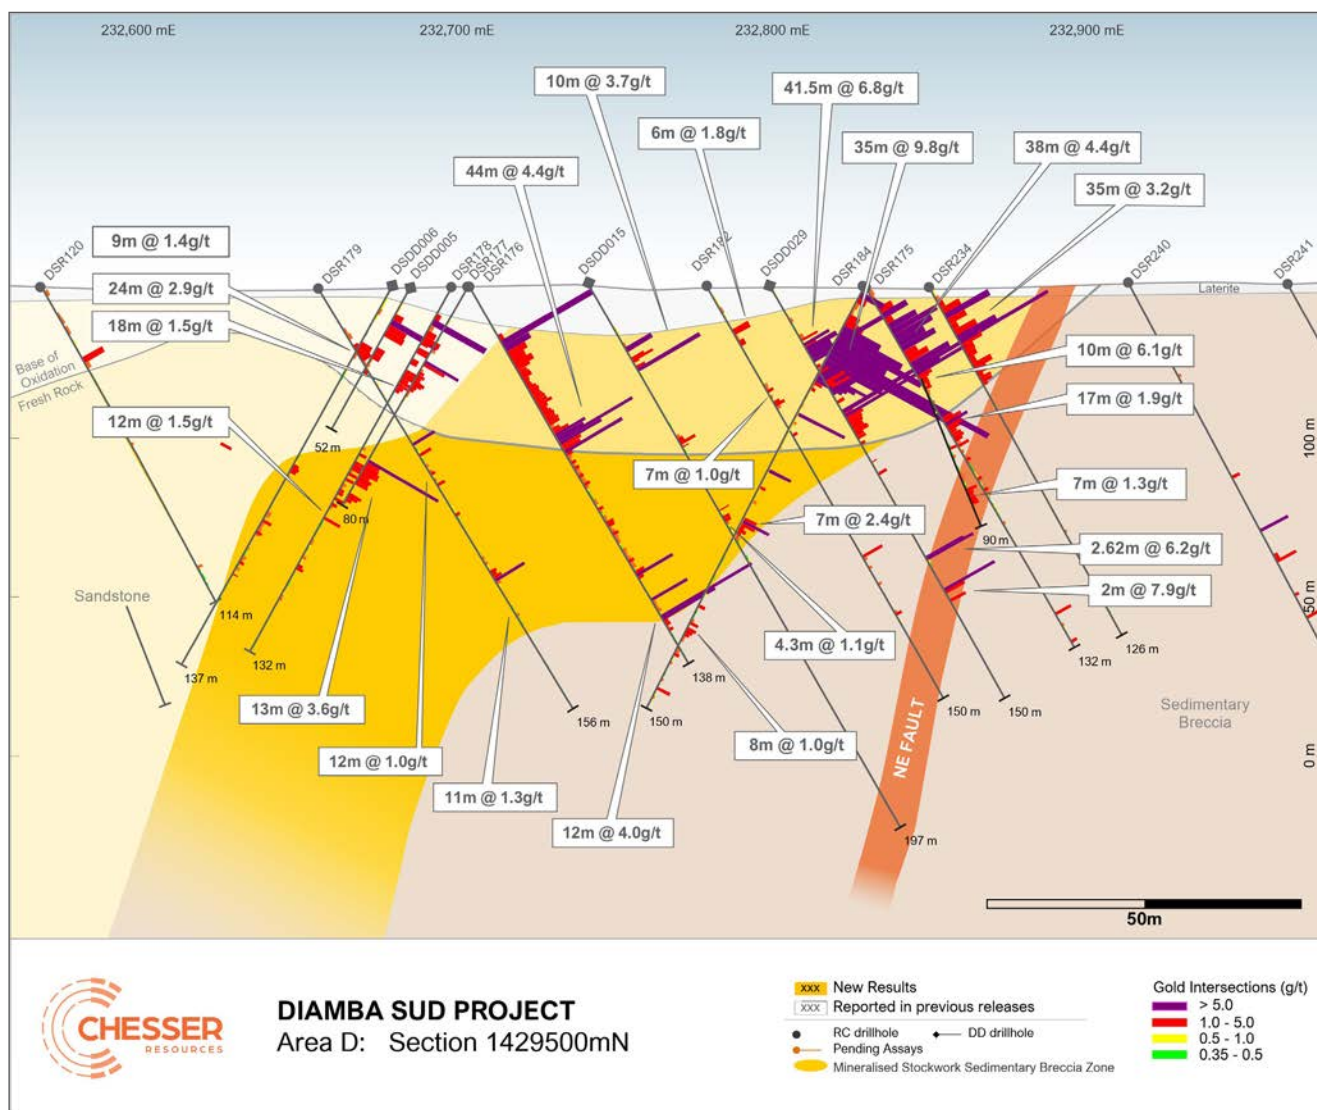 232,600 mE
232,700 mE
232,800 mE
232,900 mE
10m @ 3.7g/t
41.5m @ 6.8g/t
6m @ 1.8g/t
35m @ 9.8g/t
38m @ 4.4g/t
44m @ 4.4g/t
35m @ 3.2g/t
9m @ 1.4g/t
24m @ 2.9g/t
18m @ 1.5g/t
12m @ 1.5g/t
DSR120
DSR179
DSDD006
DSDD005
DSR178
DSR177
DSR176
DSDD015
DSR182
DSDD029
DSR184
DSR175
DSR234
DSR240
DSR241
Laterite
Base of
Oxidation
Fresh Rock
10m @ 6.1g/t
17m @ 1.9g/t
7m @ 1.0g/t
7m @ 1.3g/t
7m @ 2.4g/t
2.62m @ 6.2g/t
2m @ 7.9g/t
4.3m @ 1.1g/t
100 m
50 m
0 m
52 m
80 m
90 m
Sandstone
114 m
137 m
132 m
156 m
150 m
138 m
197 m
150 m
150 m
132 m
126 m
13m @ 3.6g/t
12m @ 1.0g/t
11m @ 1.3g/t
12m @ 4.0g/t
8m @ 1.0g/t
NE FAULT
Sedimentary
Breccia
50m
CHESSER
RESOURCES
DIAMBA SUD PROJECT
Area D: Section 1429500mN
XXX New Results
XXX Reported in previous releases
RC drillhole
DD drillhole
Pending Assays
Mineralised Stockwork Sedimentary Breccia Zone
Gold Intersections (g/t)
> 5.0
1.0 - 5.0
0.5 - 1.0
0.35 - 0.5